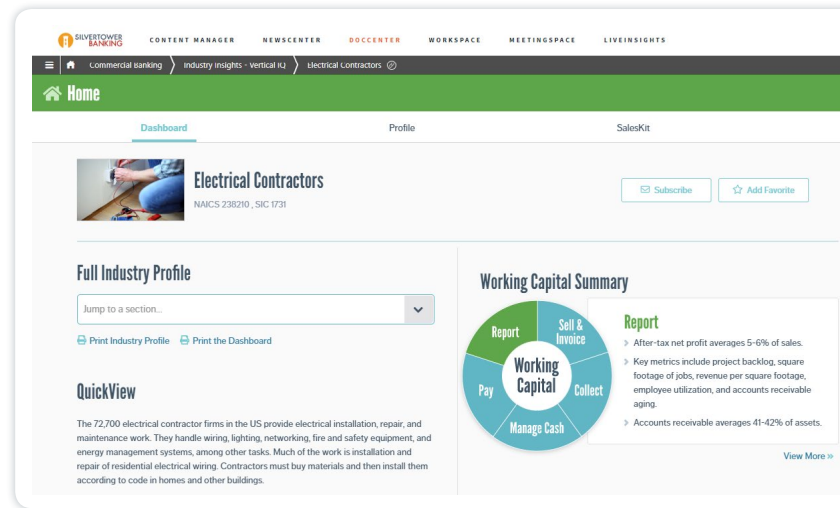 SILVERTOWER
BANKING
CONTENT MANAGER NEWSCENTER DOCCENTER WORKSPACE MEETINGSPACE LIVEINSIGHTS
Commercial Banking Industry Insights - Vertical IQ Electrical Contractors
Home
Dashboard Profile SalesKit
Electrical Contractors
NAICS 238210 , SIC 1731
Subscribe Add Favorite
Full Industry Profile
Jump to a section...
Print Industry Profile Print the Dashboard
QuickView
The 72,700 electrical contractor firms in the US provide electrical installation, repair, and
maintenance work. They handle wiring, lighting, networking, fire and safety equipment, and
energy management systems, among other tasks. Much of the work is installation and
repair of residential electrical wiring. Contractors must buy materials and then install them
according to code in homes and other buildings.
Working Capital Summary
Report
Sell &
Invoice
Working
Capital
Pay
Collect
Manage Cash
Report
After-tax net profit averages 5-6% of sales.
Key metrics include project backlog, square
footage of jobs, revenue per square footage,
employee utilization, and accounts receivable
aging.
Accounts receivable averages 41-42% of assets.
View More »